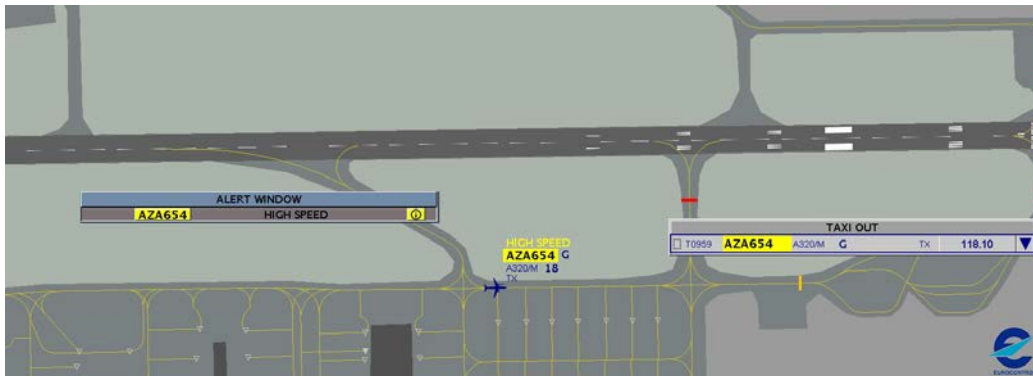 ALERT WINDOW
AZA654 HIGH SPEED
HIGH SPEED
AZA654 G
A320/M 18
TX
TAXI OUT
T0959 AZA654 A320/M G TX 118.10
EUROCONTROL